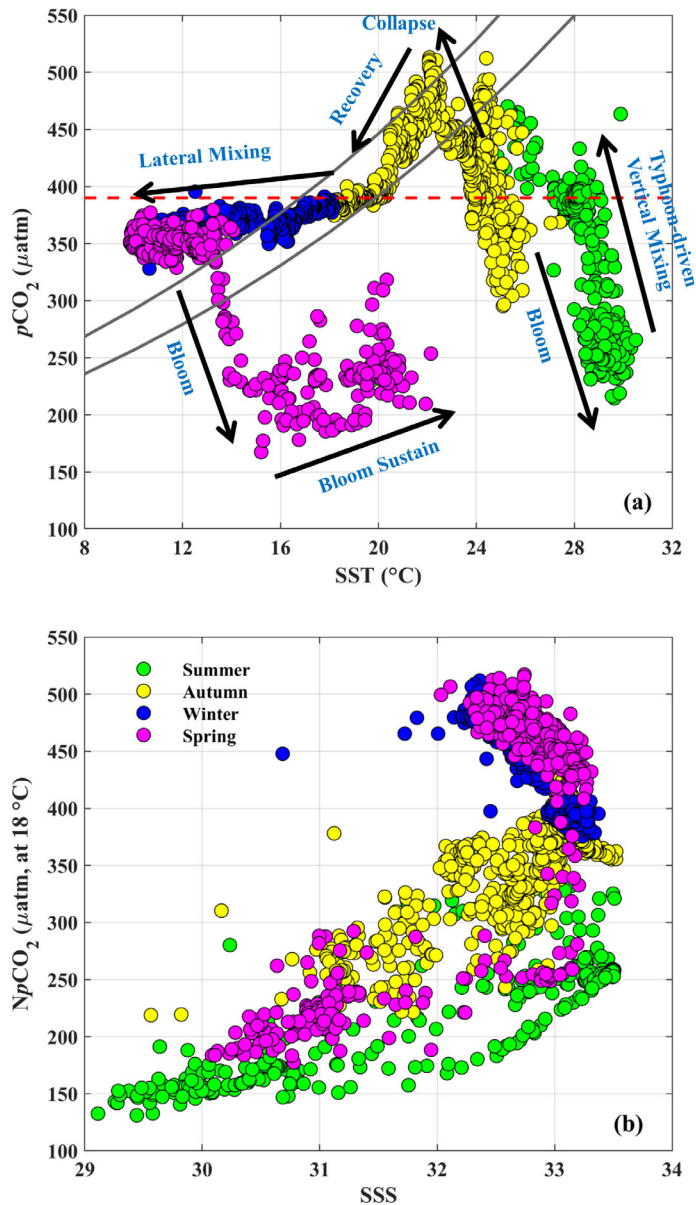 550
500
450
400
350
300
250
200
150
100
pCO2 (μatm)
Collapse
Recovery
Lateral Mixing
Typhoon-driven
Vertical Mixing
Bloom
Bloom
Bloom Sustain
(a)
8 12 16 20 24 28 32
SST (°C)
550
500
450
400
350
300
250
200
150
100
NpCO2 (μatm, at 18 °C)
Summer
Autumn
Winter
Spring
(b)
29 30 31 32 33 34
SSS